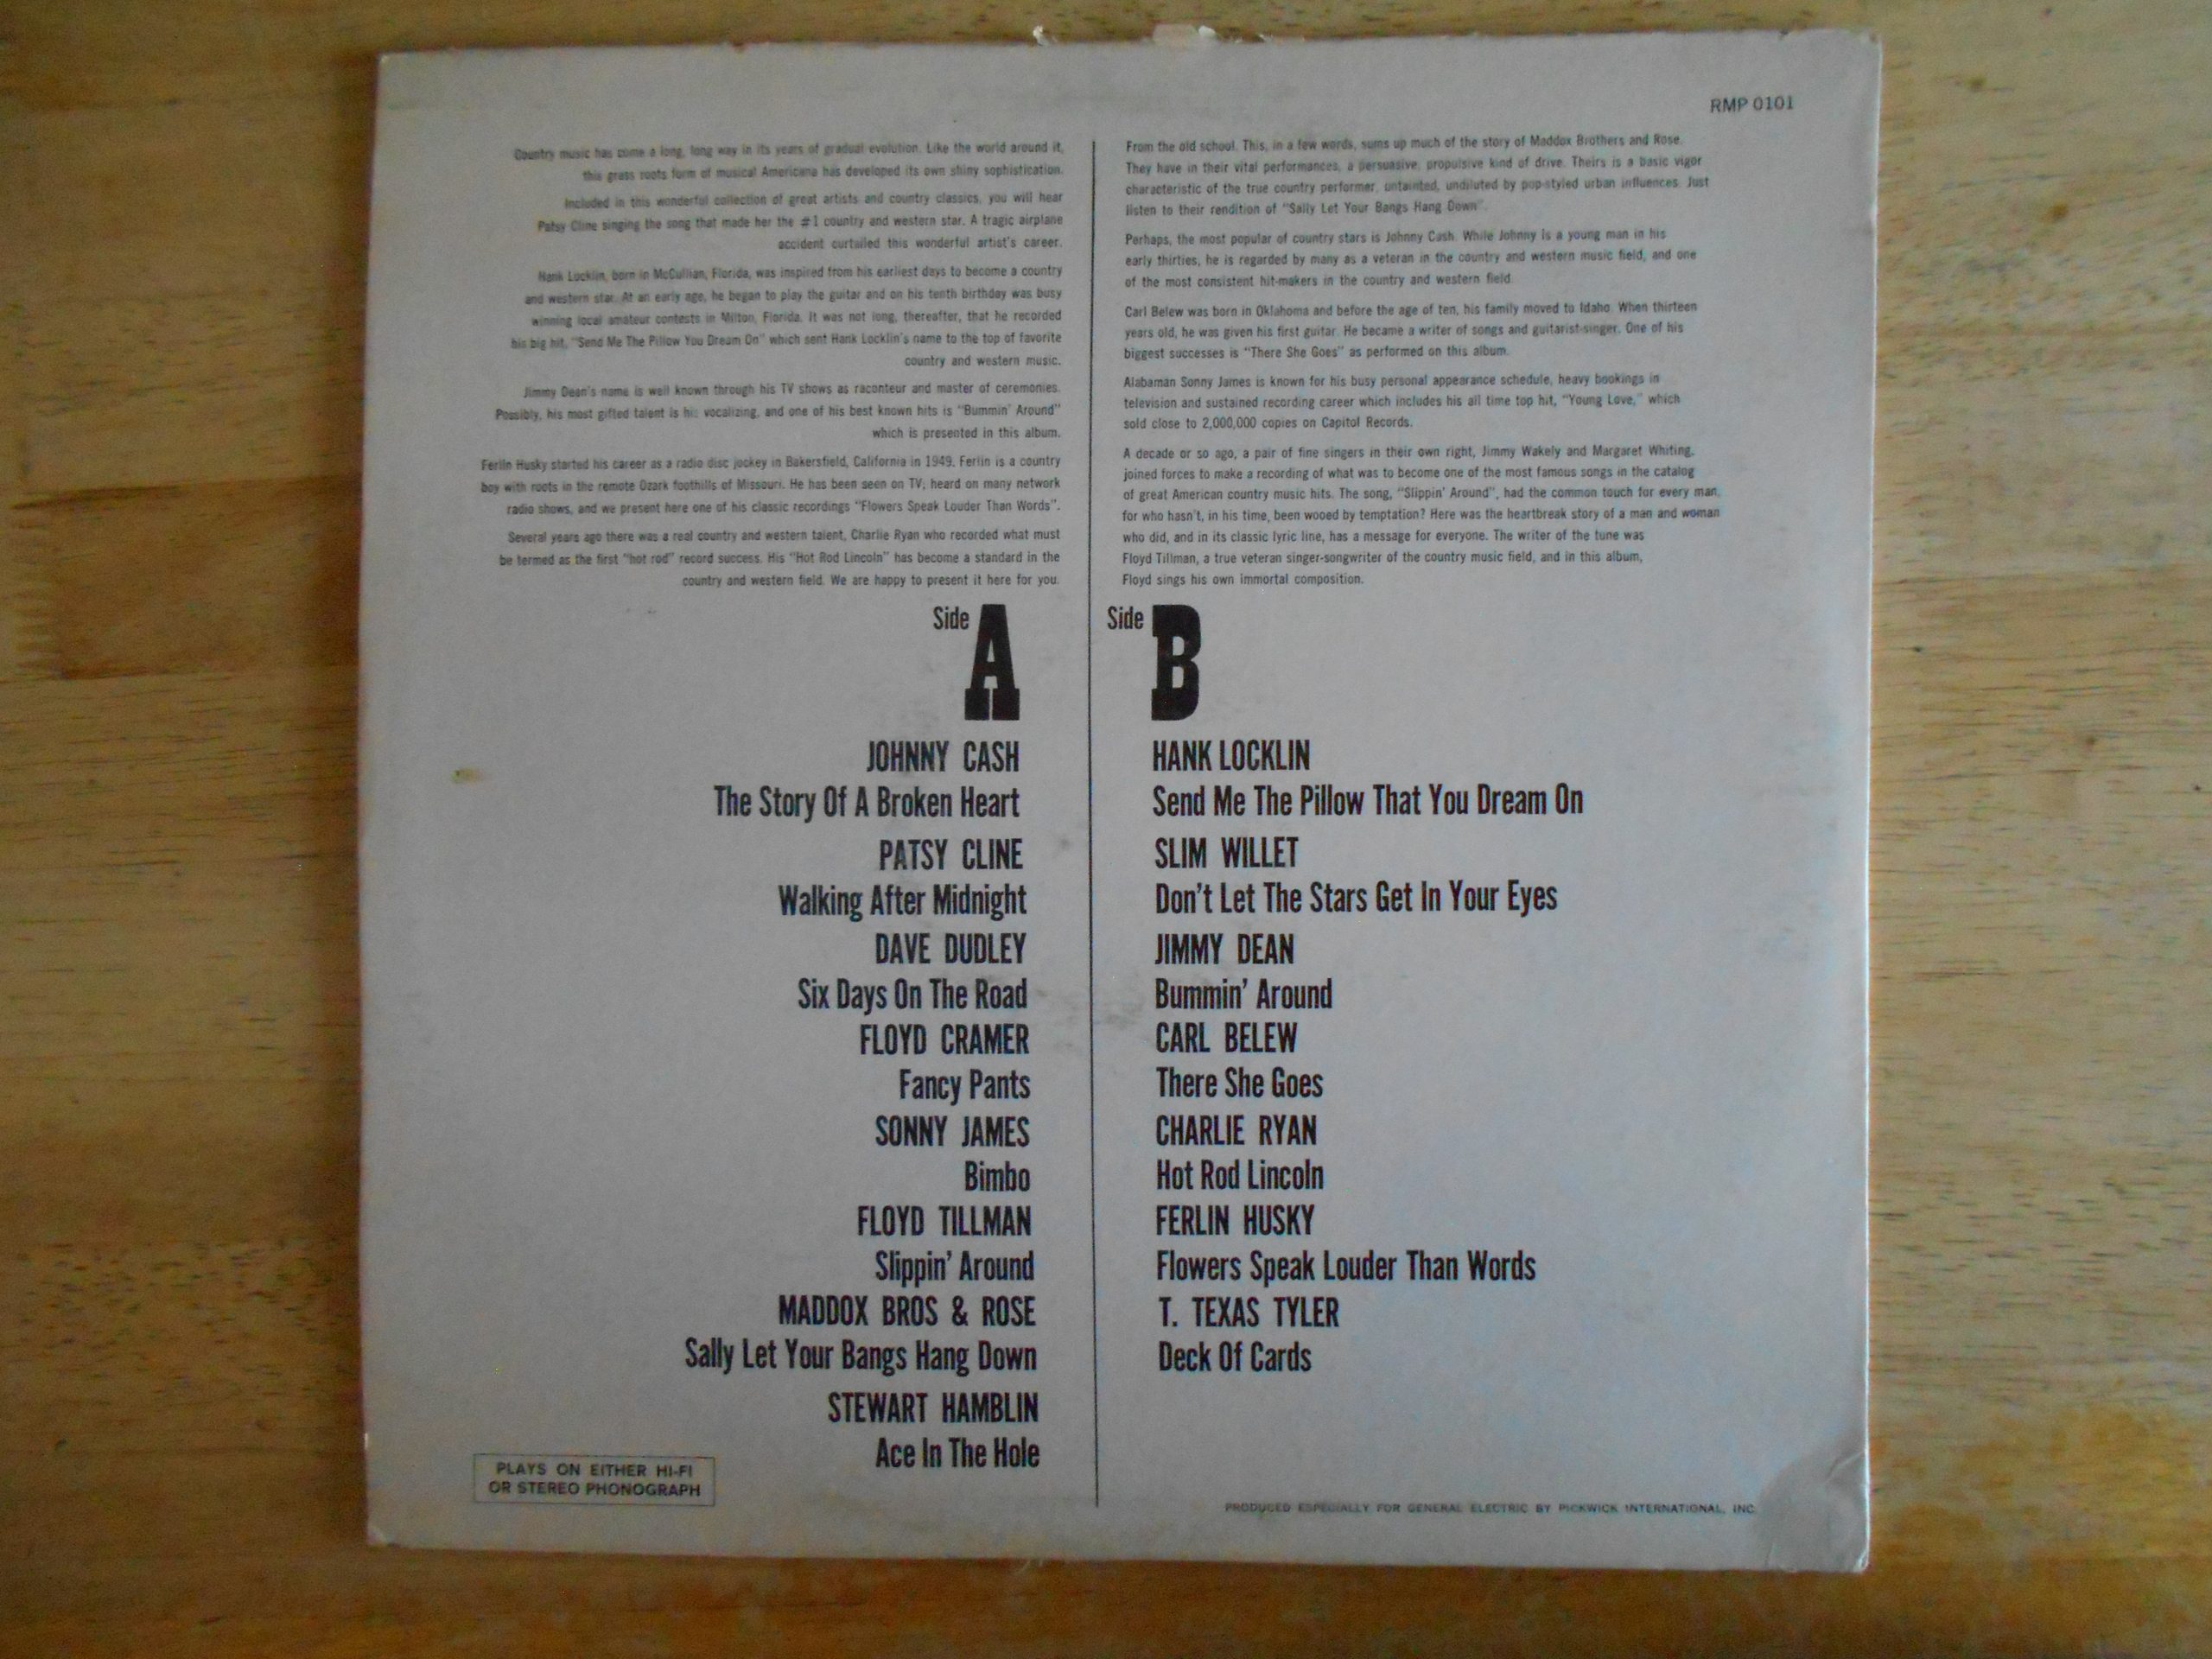 RMP 0101
Country music has come a long, long way in its years of gradual evolution. Like the world around it,
this grass roots form of musical Americana has developed its own shiny sophistication.
Included in this wonderful collection of great artists and country classics, you will hear
Patsy Cline singing the song that made her the #1 country and western star. A tragic airplane
accident curtailed this wonderful artist's career.
Hank Locklin, born in McCullian, Florida, was inspired from his earliest days to become a country
and western star. At an early age, he began to play the guitar and on his tenth birthday was busy
winning local amateur contests in Milton, Florida. It was not long, thereafter, that he recorded
his big hit, "Send Me The Pillow You Dream On" which sent Hank Locklin's name to the top of favorite
country and western music.
Jimmy Dean's name is well known through his TV shows as raconteur and master of ceremonies.
Possibly, his most gifted talent is his vocalizing, and one of his best known hits is "Bummin' Around"
which is presented in this album.
Ferlin Husky started his career as a radio disc jockey in Bakersfield, California in 1949. Ferlin is a country
boy with roots in the remote Ozark foothills of Missouri. He has been seen on TV; heard on many network
radio shows, and we present here one of his classic recordings "Flowers Speak Louder Than Words".
Several years ago there was a real country and western talent, Charlie Ryan who recorded what must
be termed as the first "hot rod" record success. His "Hot Rod Lincoln" has become a standard in the
country and western field. We are happy to present it here for you.
From the old school. This, in a few words, sums up much of the story of Maddox Brothers and Rose.
They have in their vital performances, a persuasive, propulsive kind of drive. Theirs is a basic vigor
characteristic of the true country performer, untainted, undiluted by pop-styled urban influences. Just
listen to their rendition of "Sally Let Your Bangs Hang Down".
Perhaps, the most popular of country stars is Johnny Cash. While Johnny is a young man in his
early thirties, he is regarded by many as a veteran in the country and western music field, and one
of the most consistent hit-makers in the country and western field.
Carl Belew was born in Oklahoma and before the age of ten, his family moved to Idaho. When thirteen
years old, he was given his first guitar. He became a writer of songs and guitarist-singer. One of his
biggest successes is "There She Goes" as performed on this album.
Alabaman Sonny James is known for his busy personal appearance schedule, heavy bookings in
television and sustained recording career which includes his all time top hit, "Young Love," which
sold close to 2,000,000 copies on Capitol Records.
A decade or so ago, a pair of fine singers in their own right, Jimmy Wakely and Margaret Whiting,
joined forces to make a recording of what was to become one of the most famous songs in the catalog
of great American country music hits. The song, "Slippin' Around", had the common touch for every man,
for who hasn't, in his time, been wooed by temptation? Here was the heartbreak story of a man and woman
who did, and in its classic lyric line, has a message for everyone. The writer of the tune was
Floyd Tillman, a true veteran singer-songwriter of the country music field, and in this album,
Floyd sings his own immortal composition.
Side A
JOHNNY CASH
The Story Of A Broken Heart
PATSY CLINE
Walking After Midnight
DAVE DUDLEY
Six Days On The Road
FLOYD CRAMER
Fancy Pants
SONNY JAMES
Bimbo
FLOYD TILLMAN
Slippin' Around
MADDOX BROS & ROSE
Sally Let Your Bangs Hang Down
STEWART HAMBLIN
Ace In The Hole
Side B
HANK LOCKLIN
Send Me The Pillow That You Dream On
SLIM WILLET
Don't Let The Stars Get In Your Eyes
JIMMY DEAN
Bummin' Around
CARL BELEW
There She Goes
CHARLIE RYAN
Hot Rod Lincoln
FERLIN HUSKY
Flowers Speak Louder Than Words
T. TEXAS TYLER
Deck Of Cards
PLAYS ON EITHER HI-FI
OR STEREO PHONOGRAPH
PRODUCED ESPECIALLY FOR GENERAL ELECTRIC BY PICKWICK INTERNATIONAL, INC.